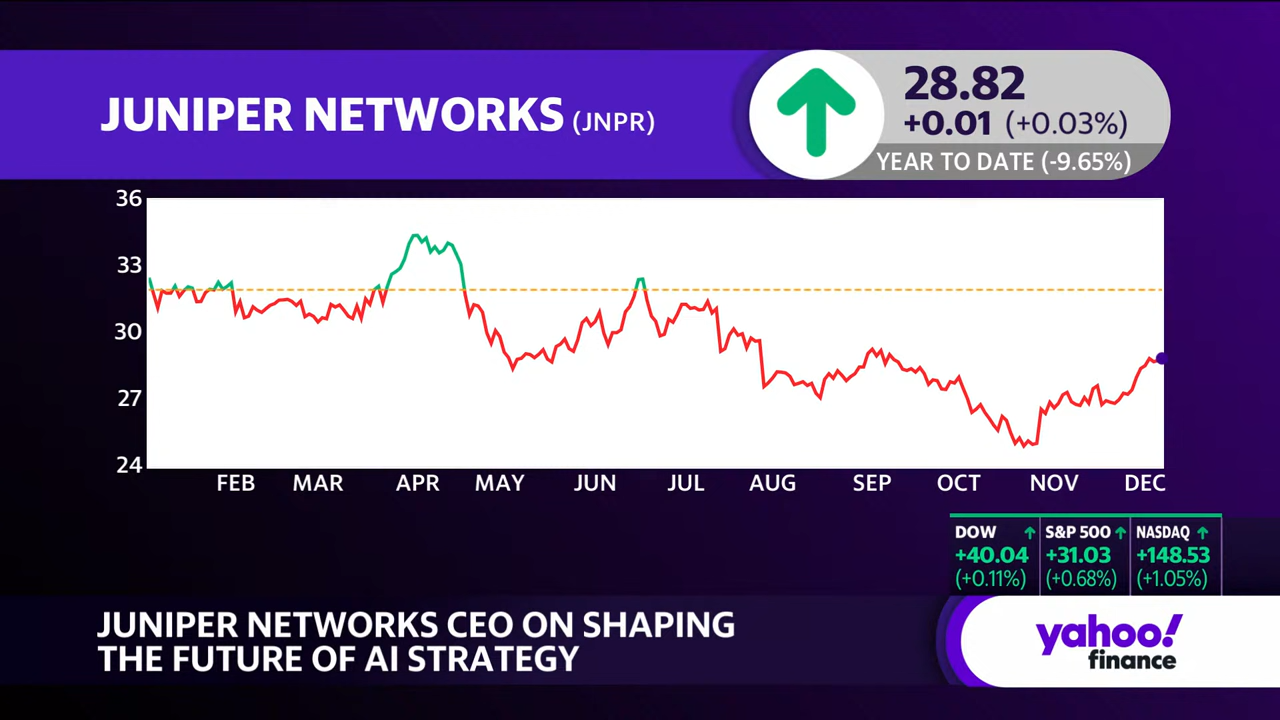 JUNIPER NETWORKS (JNPR)
28.82
+0.01 (+0.03%)
YEAR TO DATE (-9.65%)
36
33
30
27
24
FEB MAR APR MAY JUN JUL AUG SEP OCT NOV DEC
DOW S&P 500 NASDAQ
+40.04 +31.03 +148.53
(+0.11%) (+0.68%) (+1.05%)
JUNIPER NETWORKS CEO ON SHAPING
THE FUTURE OF AI STRATEGY
yahoo!
finance